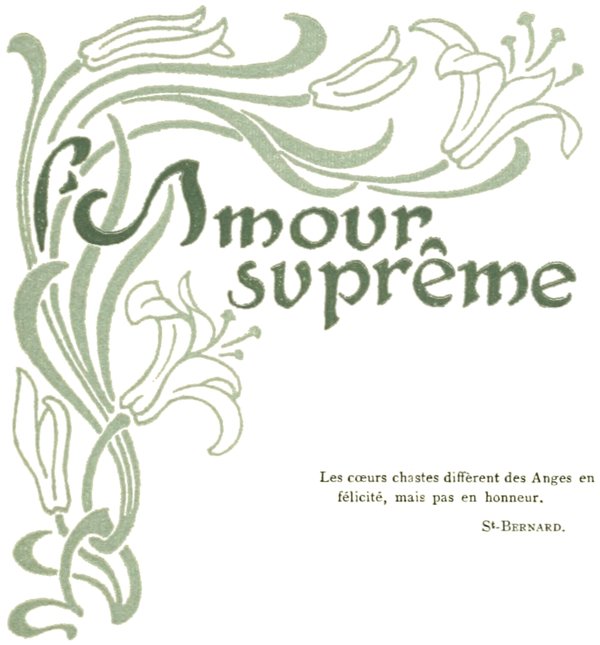 l'Amour
suprême
Les cœurs chastes diffèrent des Anges en
félicité, mais pas en honneur.
St-Bernard.